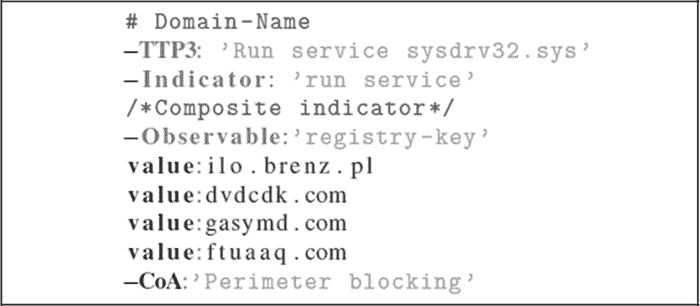 # Domain-Name
–TTP3: 'Run service sysdrv32.sys'
–Indicator: 'run service'
/*Composite indicator*/
–Observable:'registry-key'
value:ilo.brenz.pl
value:dvdcdk.com
value:gasymd.com
value:ftuaaq.com
–CoA:'Perimeter blocking'